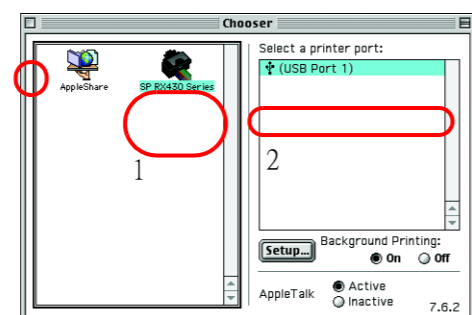 Chooser
AppleShare
SP RX430 Series
1
Select a printer port:
(USB Port 1)
2
Setup...
Background Printing:
On Off
AppleTalk
Active
Inactive
7.6.2